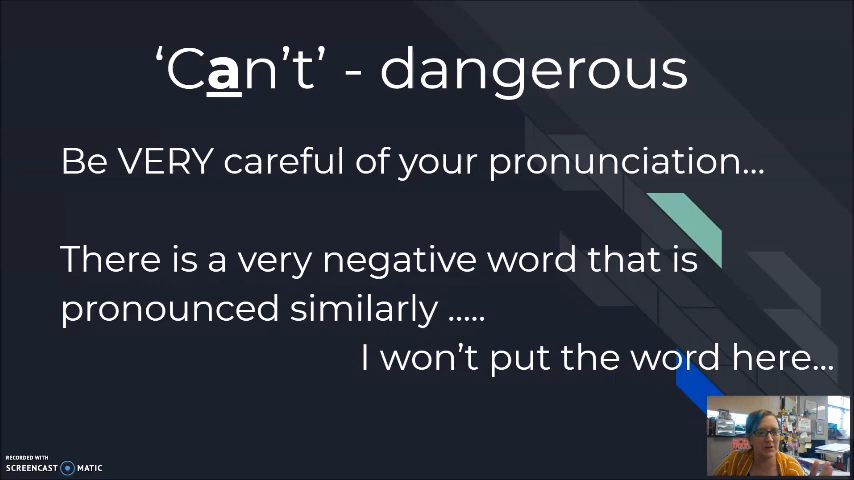 ‘Can’t’ - dangerous
Be VERY careful of your pronunciation...
There is a very negative word that is
pronounced similarly .....
I won’t put the word here...
RECORDED WITH
SCREENCAST MATIC